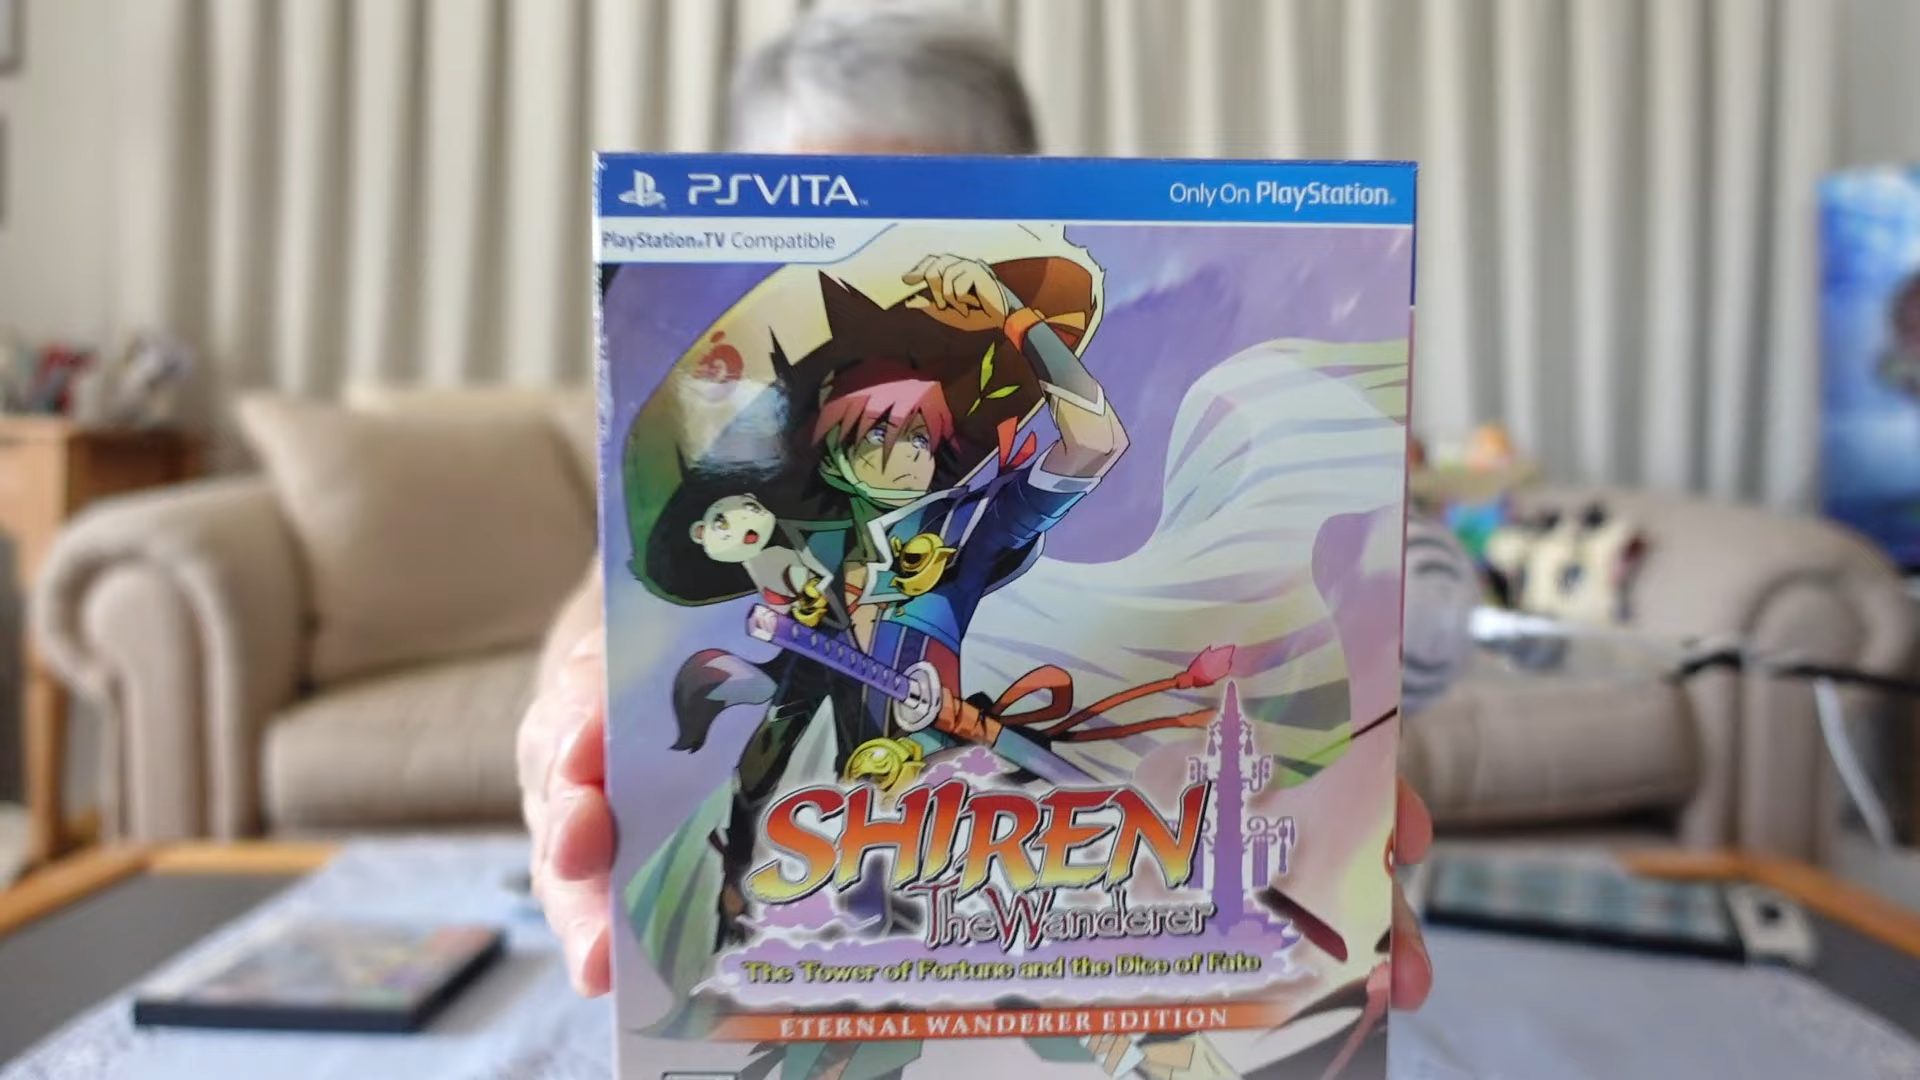 PSVITA
Only On PlayStation
PlayStation®TV Compatible
SHIREN
The Wanderer
The Tower of Fortune and the Dice of Fate
ETERNAL WANDERER EDITION